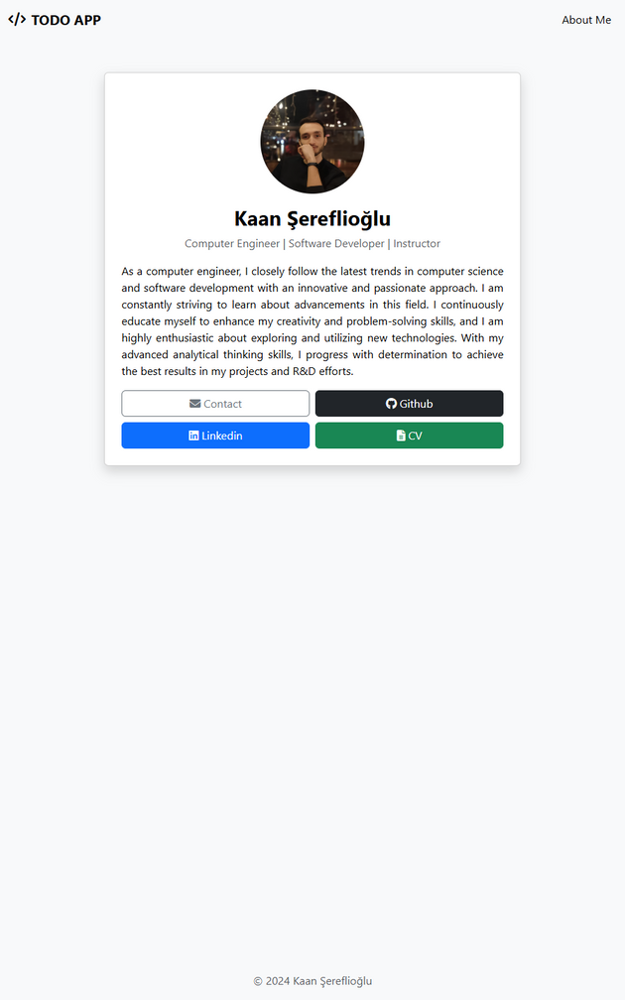 TODO APP
About Me
Kaan Şereflioğlu
Computer Engineer | Software Developer | Instructor
As a computer engineer, I closely follow the latest trends in computer science
and software development with an innovative and passionate approach. I am
constantly striving to learn about advancements in this field. I continuously
educate myself to enhance my creativity and problem-solving skills, and I am
highly enthusiastic about exploring and utilizing new technologies. With my
advanced analytical thinking skills, I progress with determination to achieve
the best results in my projects and R&D efforts.
Contact
Github
Linkedin
CV
© 2024 Kaan Şereflioğlu